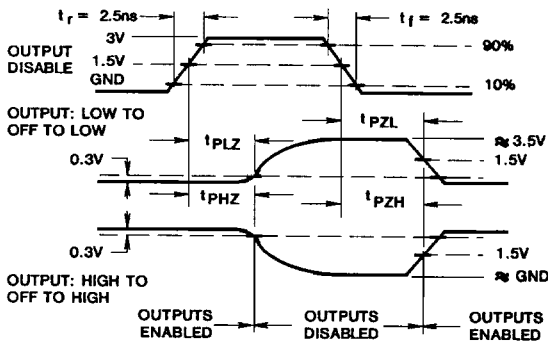 tr = 2.5ns
tf = 2.5ns
3V
90%
OUTPUT
DISABLE
1.5V
GND
10%
OUTPUT: LOW TO
OFF TO LOW
tPLZ
tPZL
≈ 3.5V
0.3V
1.5V
tPHZ
tPZH
0.3V
1.5V
OUTPUT: HIGH TO
OFF TO HIGH
≈ GND
OUTPUTS
ENABLED
OUTPUTS
DISABLED
OUTPUTS
ENABLED